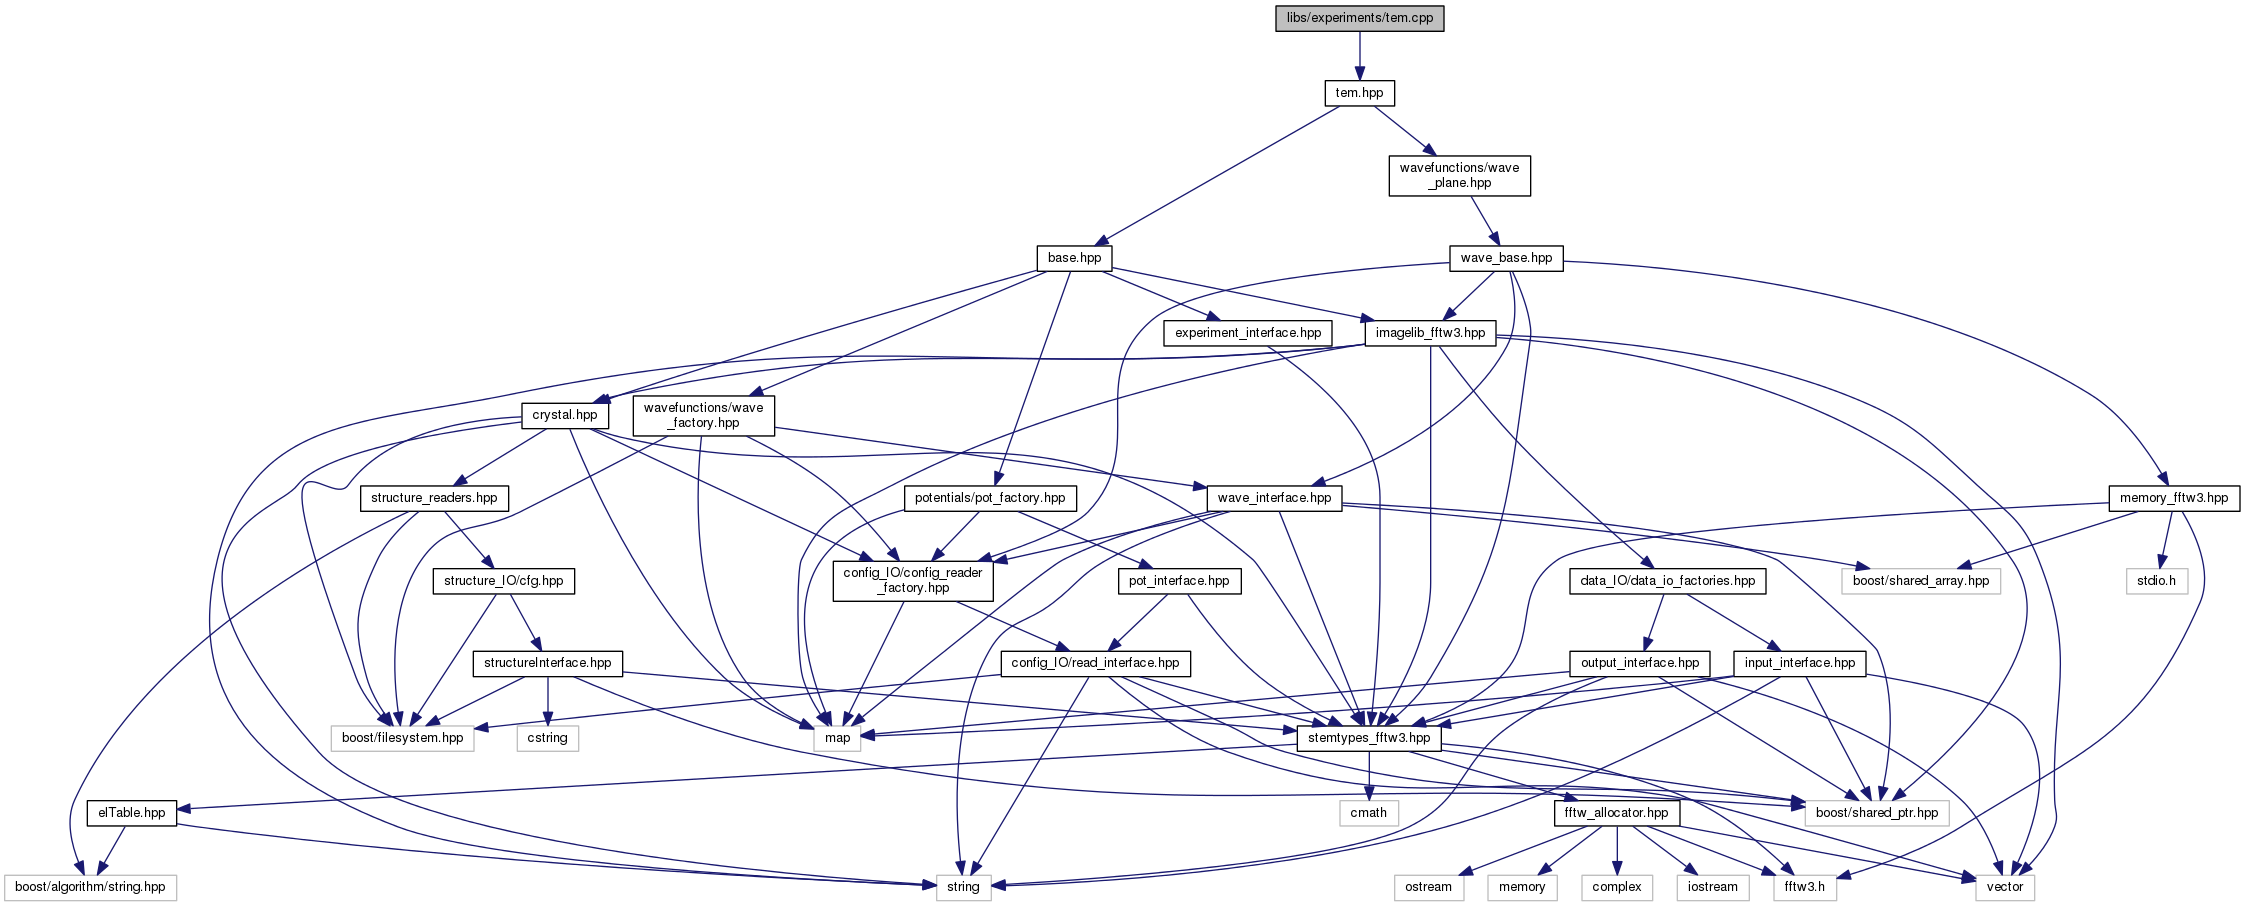 libs/experiments/tem.cpp
tem.hpp
wavefunctions/wave
_plane.hpp
base.hpp
wave_base.hpp
experiment_interface.hpp
imagelib_fftw3.hpp
crystal.hpp
wavefunctions/wave
_factory.hpp
structure_readers.hpp
potentials/pot_factory.hpp
wave_interface.hpp
memory_fftw3.hpp
structure_IO/cfg.hpp
config_IO/config_reader
_factory.hpp
pot_interface.hpp
data_IO/data_io_factories.hpp
boost/shared_array.hpp
stdio.h
structureInterface.hpp
config_IO/read_interface.hpp
output_interface.hpp
input_interface.hpp
boost/filesystem.hpp
cstring
map
stemtypes_fftw3.hpp
elTable.hpp
cmath
fftw_allocator.hpp
boost/shared_ptr.hpp
boost/algorithm/string.hpp
string
ostream
memory
complex
iostream
fftw3.h
vector